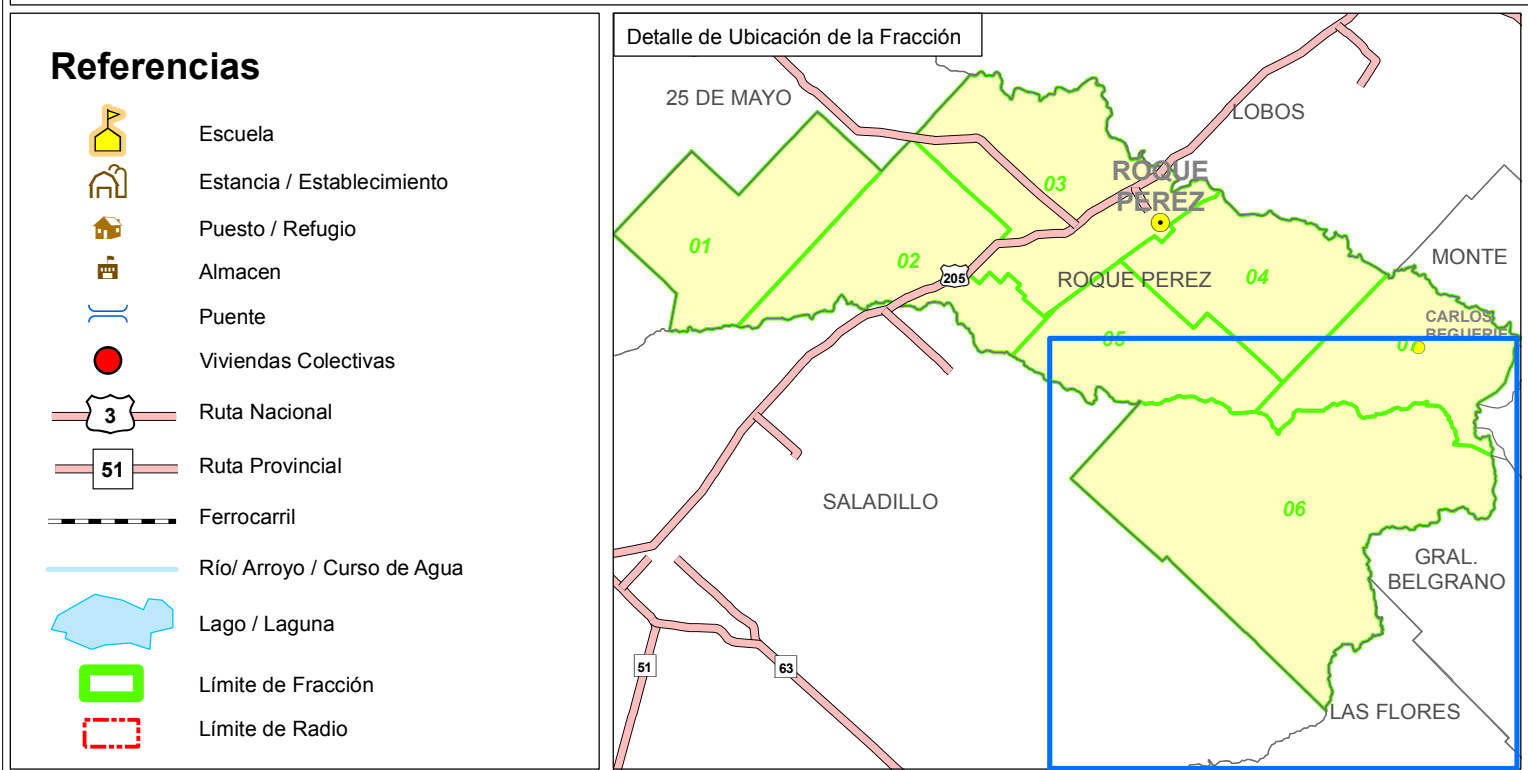 Referencias
Escuela
Estancia / Establecimiento
Puesto / Refugio
Almacen
Puente
Viviendas Colectivas
3
Ruta Nacional
51
Ruta Provincial
Ferrocarril
Río/ Arroyo / Curso de Agua
Lago / Laguna
Límite de Fracción
Límite de Radio
Detalle de Ubicación de la Fracción
25 DE MAYO
LOBOS
ROQUE
PEREZ
03
01
02
04
MONTE
205
ROQUE PEREZ
CARLOS
BEGUERIE
05
07
SALADILLO
06
GRAL.
BELGRANO
51
63
LAS FLORES